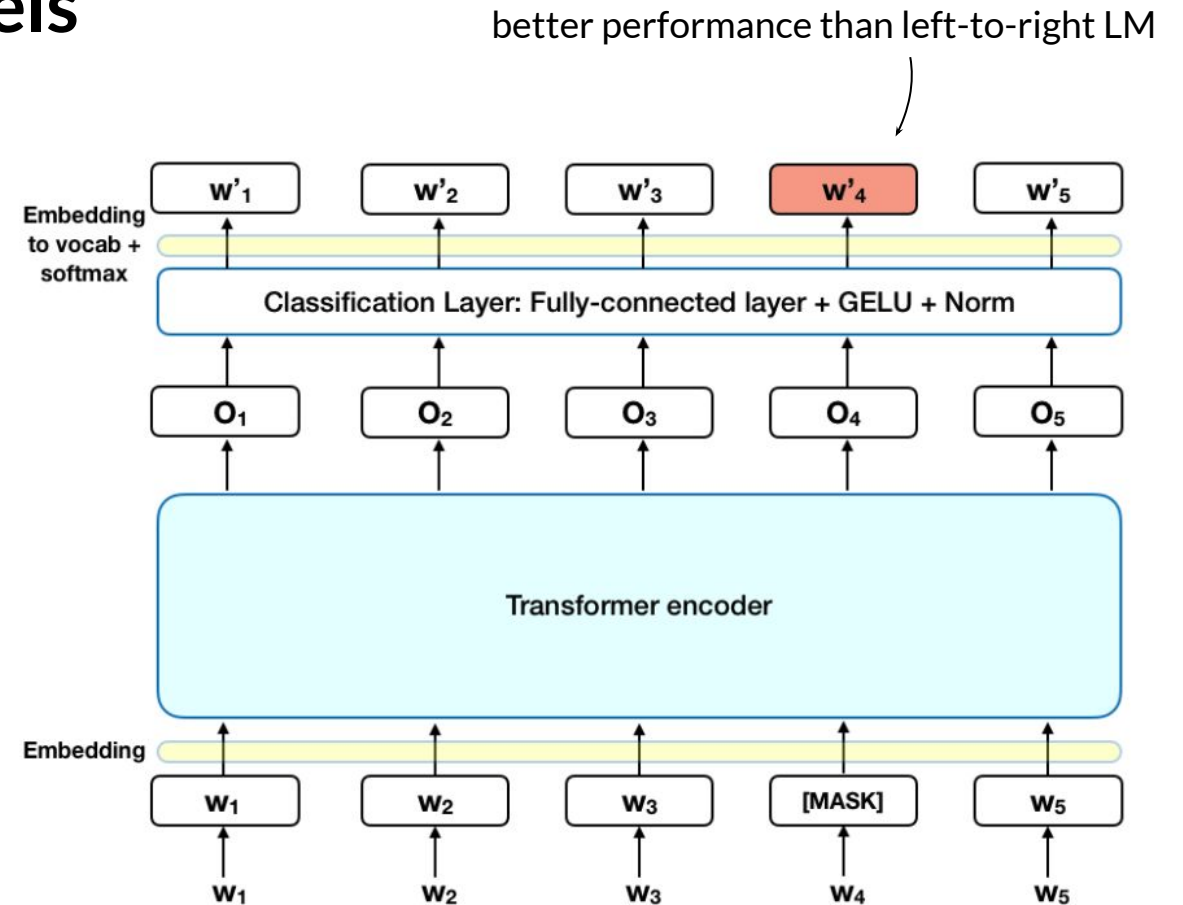 els
better performance than left-to-right LM
w'1 w'2 w'3 w'4 w'5
Embedding
to vocab +
softmax
Classification Layer: Fully-connected layer + GELU + Norm
O1 O2 O3 O4 O5
Transformer encoder
Embedding
W1 W2 W3 [MASK] W5
W1 W2 W3 W4 W5